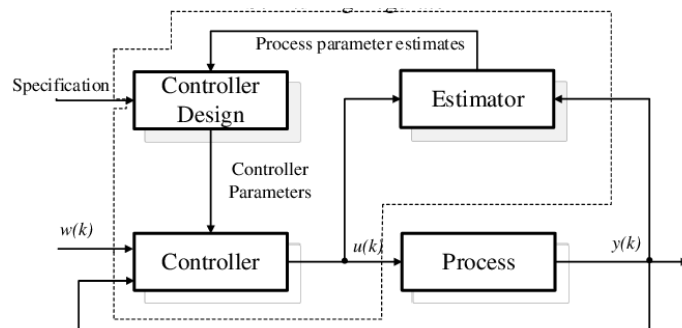 Process parameter estimates
Specification
Controller
Design
Estimator
Controller
Parameters
w(k)
Controller
u(k)
Process
y(k)